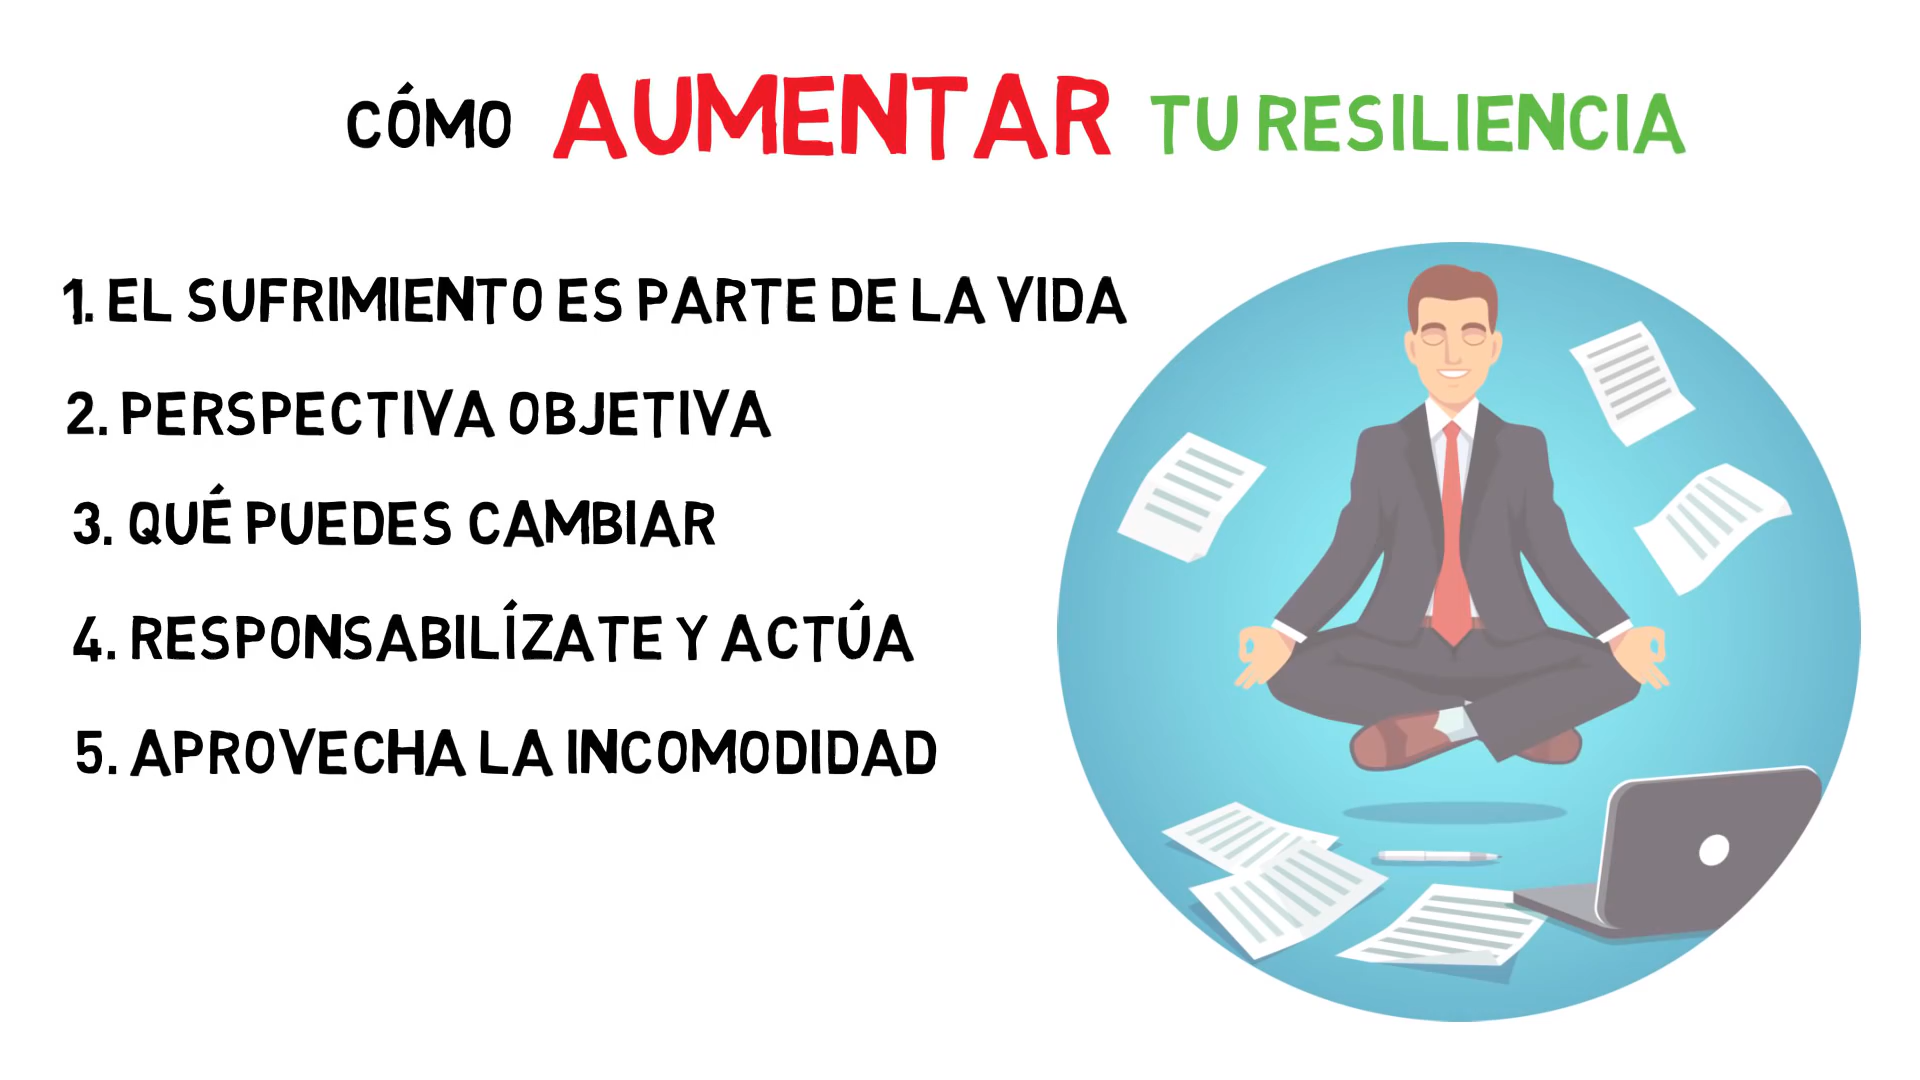 CÓMO AUMENTAR TU RESILIENCIA
1. EL SUFRIMIENTO ES PARTE DE LA VIDA
2. PERSPECTIVA OBJETIVA
3. QUÉ PUEDES CAMBIAR
4. RESPONSABILÍZATE Y ACTÚA
5. APROVECHA LA INCOMODIDAD